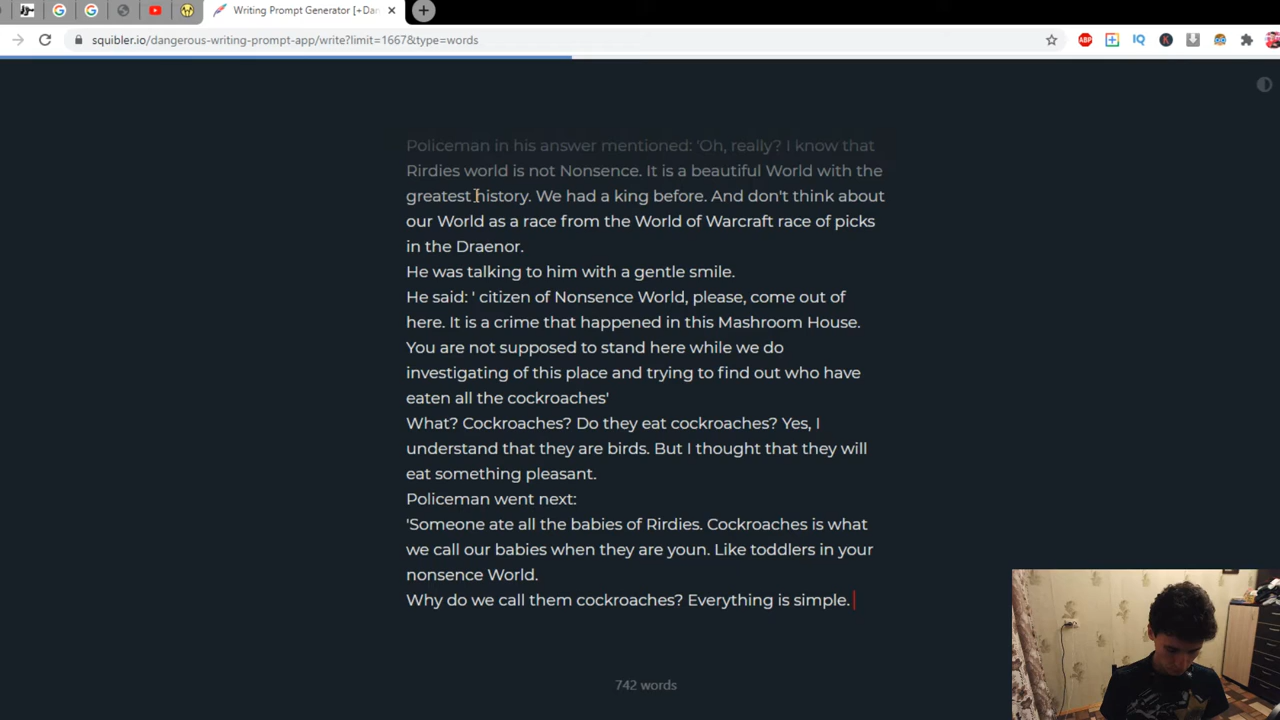 Writing Prompt Generator [+Dan
squibler.io/dangerous-writing-prompt-app/write?limit=1667&type=words
ABP
IQ
K
Policeman in his answer mentioned: 'Oh, really? I know that
Rirdies world is not Nonsence. It is a beautiful World with the
greatest history. We had a king before. And don't think about
our World as a race from the World of Warcraft race of picks
in the Draenor.
He was talking to him with a gentle smile.
He said: ' citizen of Nonsence World, please, come out of
here. It is a crime that happened in this Mashroom House.
You are not supposed to stand here while we do
investigating of this place and trying to find out who have
eaten all the cockroaches'
What? Cockroaches? Do they eat cockroaches? Yes, I
understand that they are birds. But I thought that they will
eat something pleasant.
Policeman went next:
'Someone ate all the babies of Rirdies. Cockroaches is what
we call our babies when they are youn. Like toddlers in your
nonsence World.
Why do we call them cockroaches? Everything is simple.
742 words